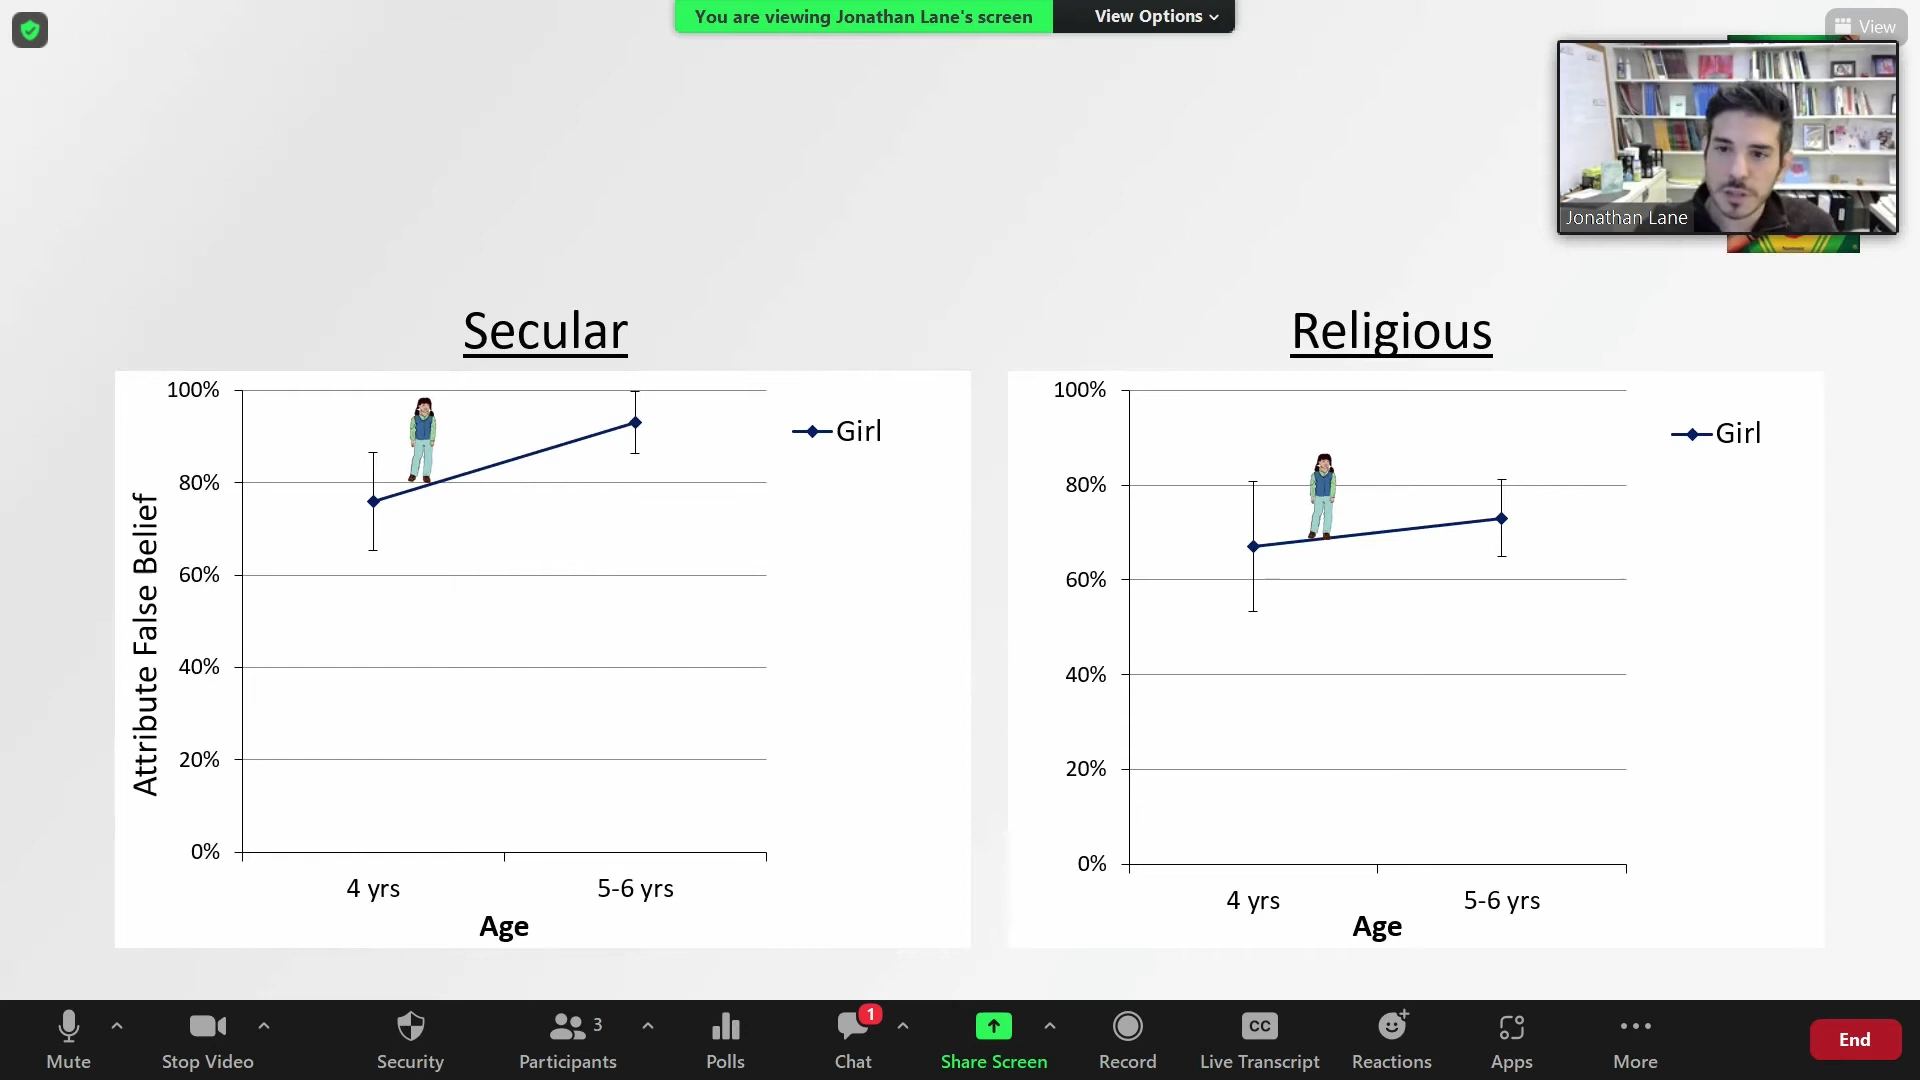 You are viewing Jonathan Lane's screen
View Options
View
Jonathan Lane
Secular
Religious
Attribute False Belief
100%
80%
60%
40%
20%
0%
4 yrs
5-6 yrs
Age
Girl
100%
80%
60%
40%
20%
0%
4 yrs
5-6 yrs
Age
Girl
Mute
Stop Video
Security
3
Participants
Polls
1
Chat
Share Screen
Record
CC
Live Transcript
Reactions
Apps
More
End